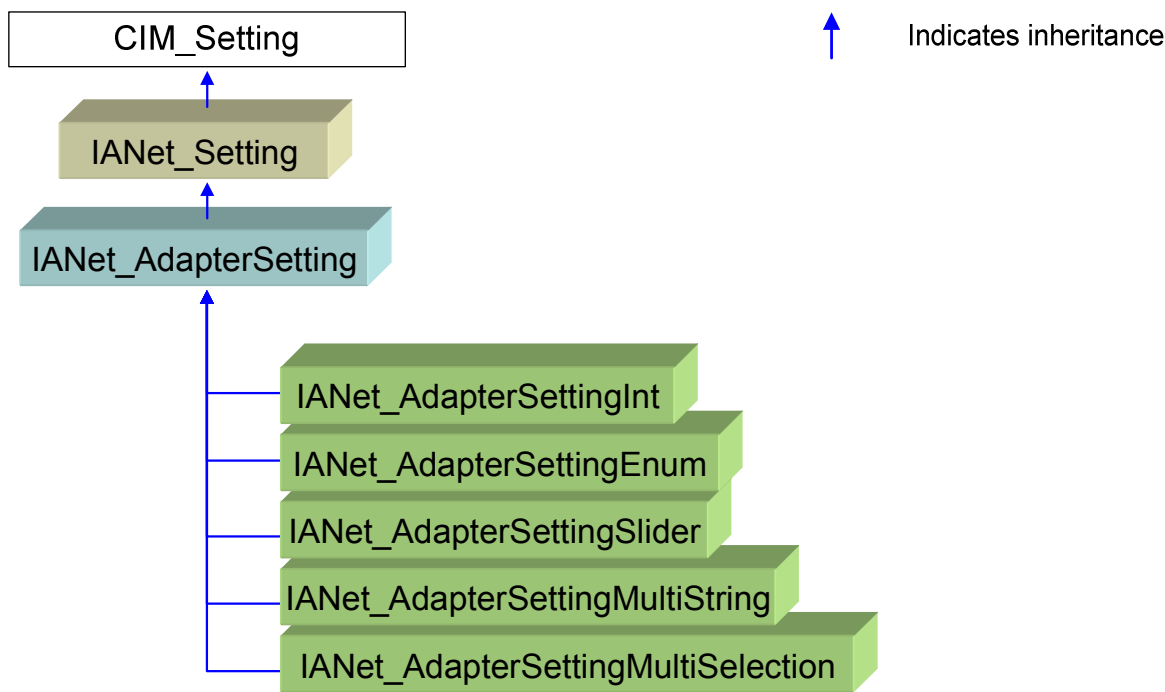 CIM_Setting
Indicates inheritance
IANet_Setting
IANet_AdapterSetting
IANet_AdapterSettingInt
IANet_AdapterSettingEnum
IANet_AdapterSettingSlider
IANet_AdapterSettingMultiString
IANet_AdapterSettingMultiSelection